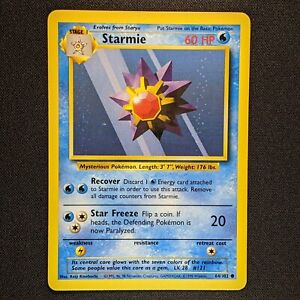 Evolves from Staryu Put Starmie on the Basic Pokémon
STAGE 1
Starmie 60 HP
Mysterious Pokémon. Length: 3' 7", Weight: 176 lbs.
Recover Discard 1 Energy card attached
to Starmie in order to use this attack. Remove
all damage counters from Starmie.
Star Freeze Flip a coin. If
heads, the Defending Pokémon is
now Paralyzed.
20
weakness resistance retreat cost
Its central core glows with the seven colors of the rainbow.
Some people value this core as a gem. LV. 28 #121
Illus. Keiji Kinebuchi
64/102